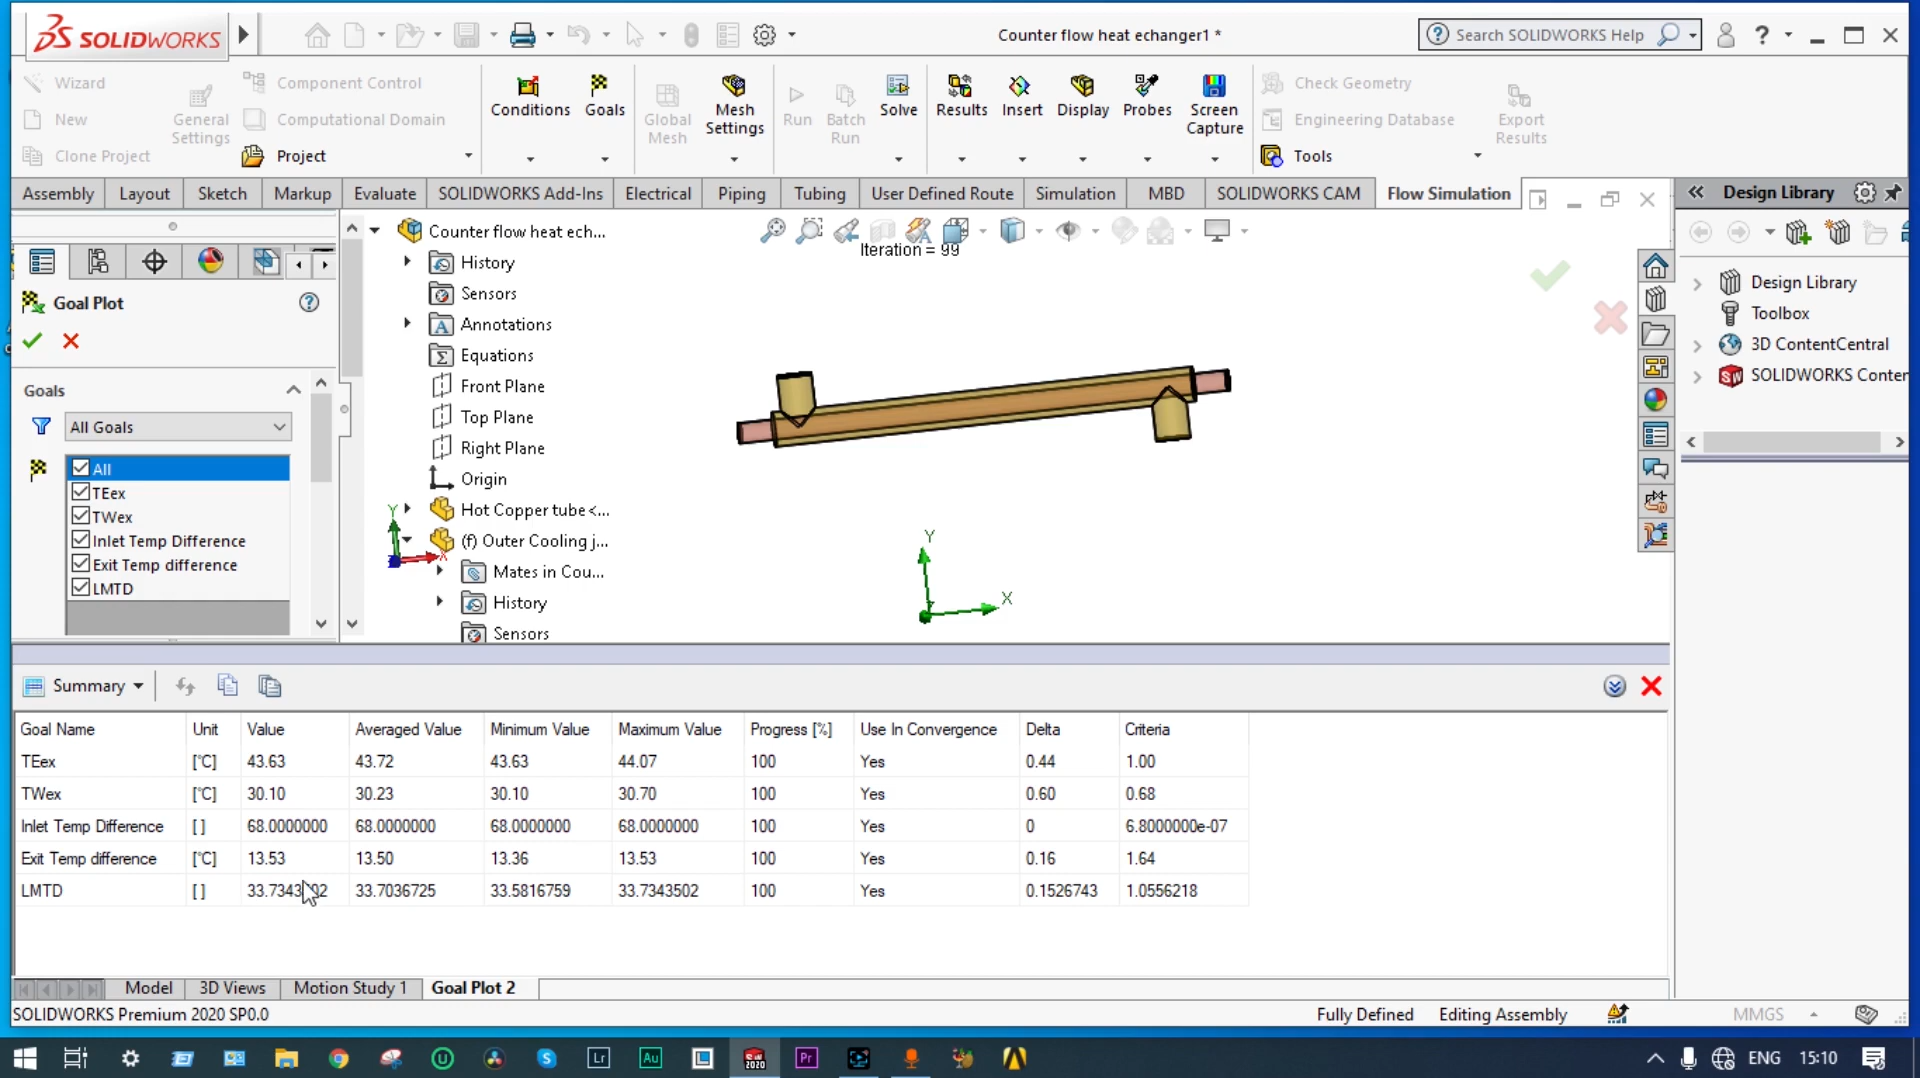 SOLIDWORKS
Counter flow heat echanger1 *
Search SOLIDWORKS Help
?
Wizard
New
Clone Project
General Settings
Component Control
Computational Domain
Project
Conditions
Goals
Global Mesh
Mesh Settings
Run
Batch Run
Solve
Results
Insert
Display
Probes
Screen Capture
Check Geometry
Engineering Database
Tools
Export Results
Assembly
Layout
Sketch
Markup
Evaluate
SOLIDWORKS Add-Ins
Electrical
Piping
Tubing
User Defined Route
Simulation
MBD
SOLIDWORKS CAM
Flow Simulation
Design Library
Goal Plot
Goals
All Goals
All
TEex
TWex
Inlet Temp Difference
Exit Temp difference
LMTD
Counter flow heat ech...
History
Sensors
Annotations
Equations
Front Plane
Top Plane
Right Plane
Origin
Hot Copper tube<...
(f) Outer Cooling j...
Mates in Cou...
History
Sensors
Iteration = 99
Y
X
Y
X
Design Library
Toolbox
3D ContentCentral
SOLIDWORKS Conter
Summary
Goal Name Unit Value Averaged Value Minimum Value Maximum Value Progress [%] Use In Convergence Delta Criteria
TEex [°C] 43.63 43.72 43.63 44.07 100 Yes 0.44 1.00
TWex [°C] 30.10 30.23 30.10 30.70 100 Yes 0.60 0.68
Inlet Temp Difference [ ] 68.0000000 68.0000000 68.0000000 68.0000000 100 Yes 0 6.8000000e-07
Exit Temp difference [°C] 13.53 13.50 13.36 13.53 100 Yes 0.16 1.64
LMTD [ ] 33.7036725 33.5816759 33.7343502 100 Yes 0.1526743 1.0556218
Model
3D Views
Motion Study 1
Goal Plot 2
SOLIDWORKS Premium 2020 SP0.0
Fully Defined
Editing Assembly
MMGS
Lr
Au
SW 2020
Pr
ENG
15:10